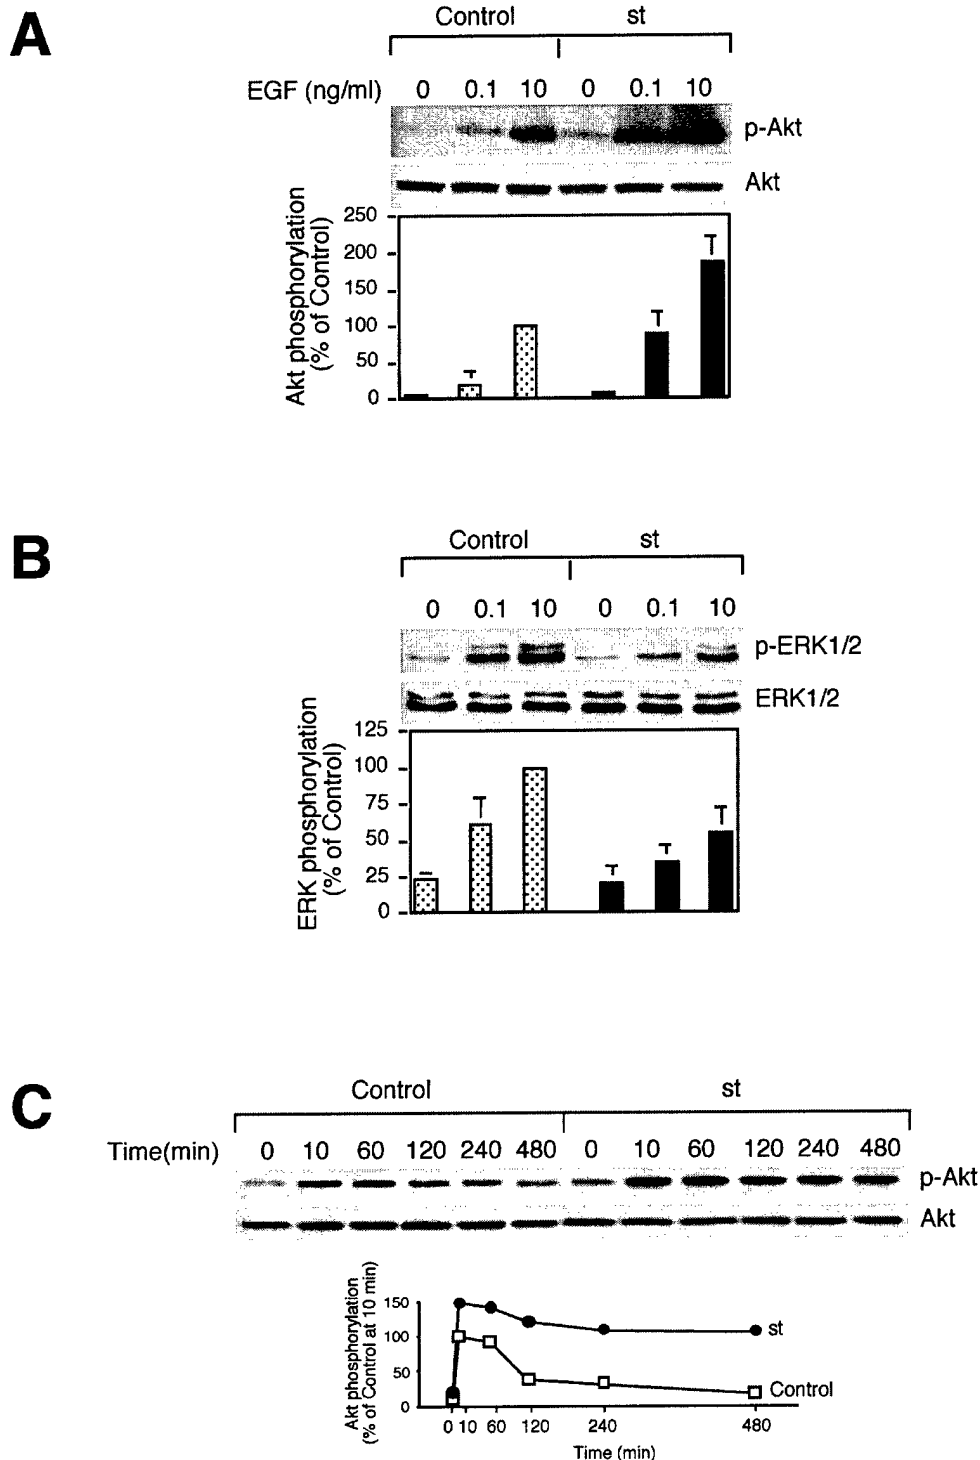 A
Control st
EGF (ng/ml) 0 0.1 10 0 0.1 10
p-Akt
Akt
Akt phosphorylation
(% of Control)
250
200
150
100
50
0
B
Control st
0 0.1 10 0 0.1 10
p-ERK1/2
ERK1/2
ERK phosphorylation
(% of Control)
125
100
75
50
25
0
C
Control st
Time(min) 0 10 60 120 240 480 0 10 60 120 240 480
p-Akt
Akt
Akt phosphorylation
(% of Control at 10 min)
150
100
50
0
st
Control
0 10 60 120 240 480
Time (min)